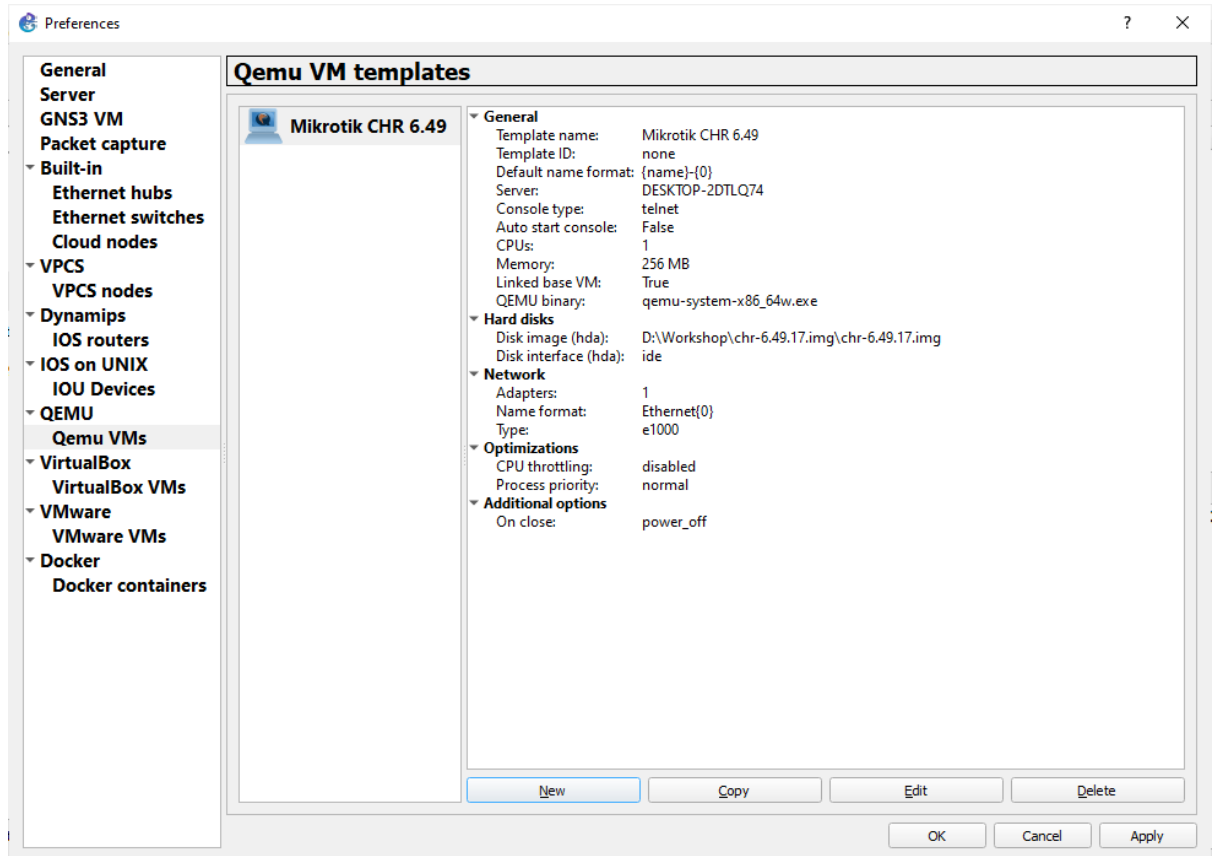 Preferences
?
General
Server
GNS3 VM
Packet capture
Built-in
Ethernet hubs
Ethernet switches
Cloud nodes
VPCS
VPCS nodes
Dynamips
IOS routers
IOS on UNIX
IOU Devices
QEMU
Qemu VMs
VirtualBox
VirtualBox VMs
VMware
VMware VMs
Docker
Docker containers
Qemu VM templates
Mikrotik CHR 6.49
General
Template name: Mikrotik CHR 6.49
Template ID: none
Default name format: {name}-{0}
Server: DESKTOP-2DTLQ74
Console type: telnet
Auto start console: False
CPUs: 1
Memory: 256 MB
Linked base VM: True
QEMU binary: qemu-system-x86_64w.exe
Hard disks
Disk image (hda): D:\Workshop\chr-6.49.17.img\chr-6.49.17.img
Disk interface (hda): ide
Network
Adapters: 1
Name format: Ethernet{0}
Type: e1000
Optimizations
CPU throttling: disabled
Process priority: normal
Additional options
On close: power_off
New Copy Edit Delete
OK Cancel Apply